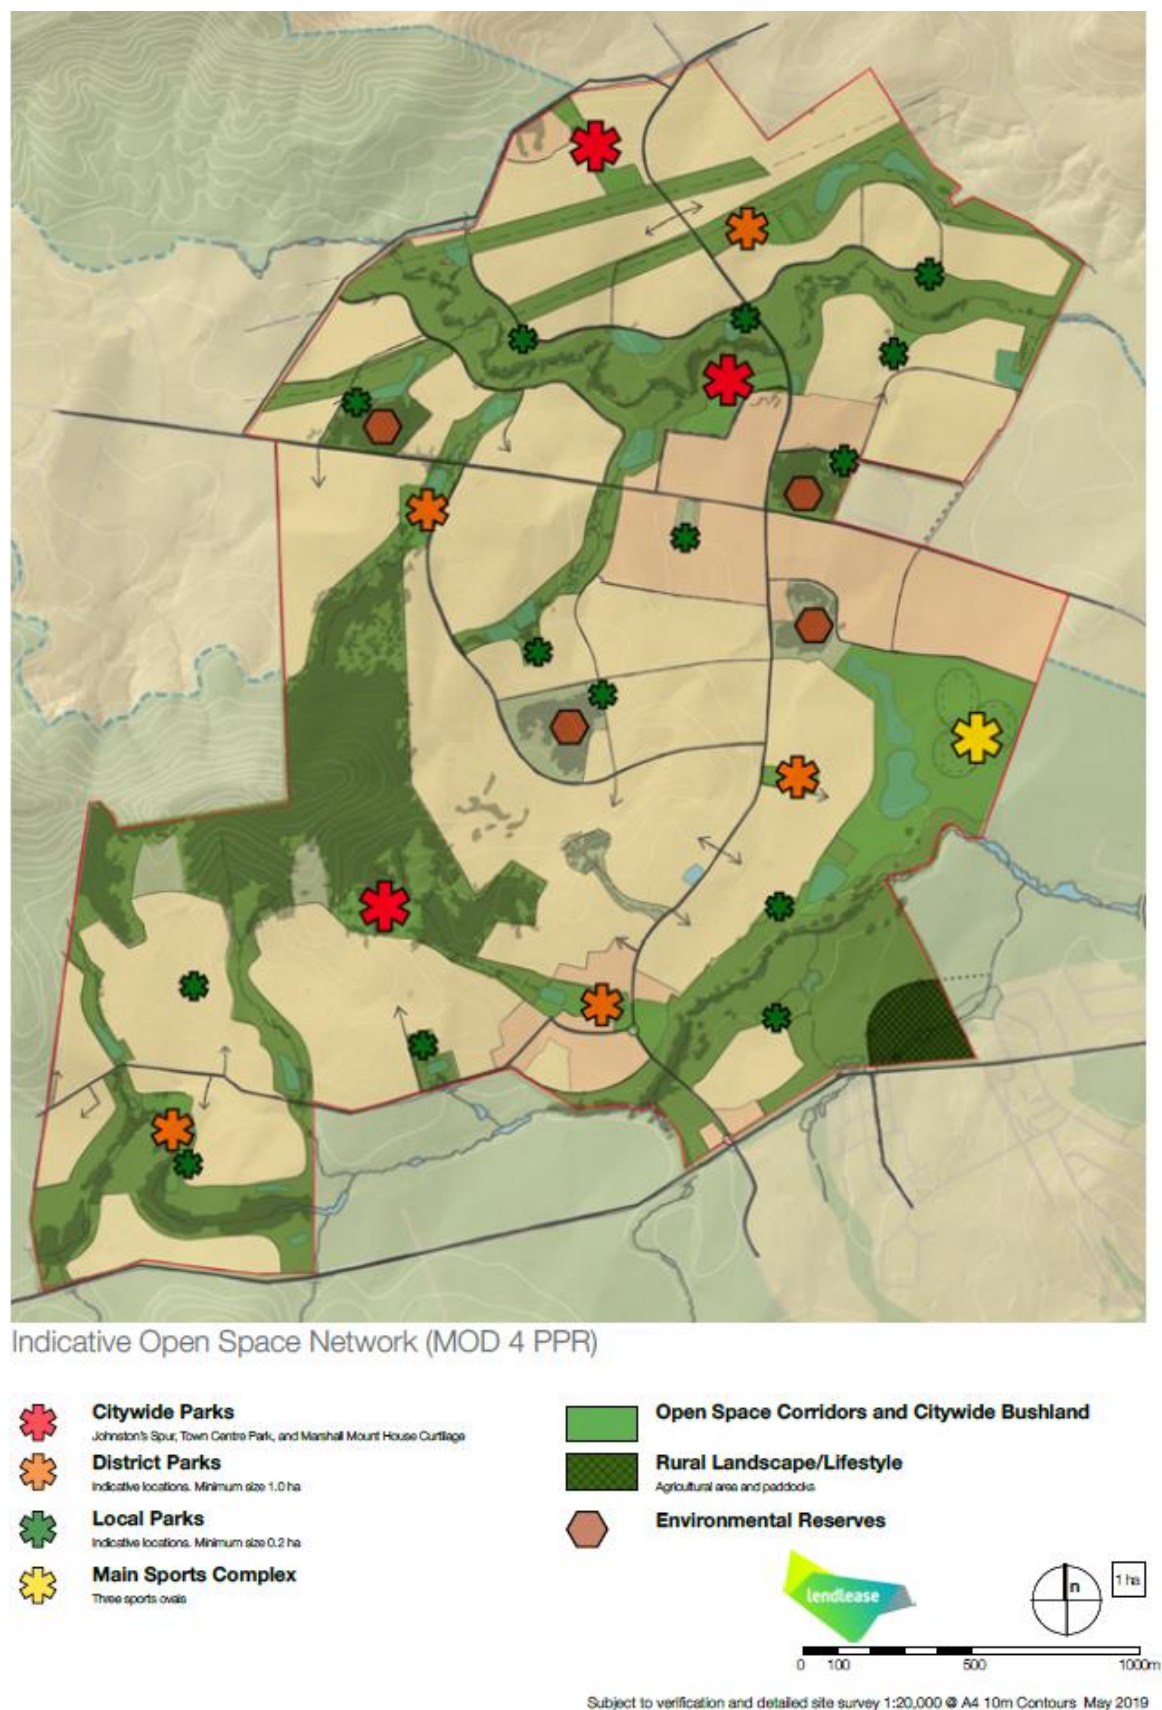 Indicative Open Space Network (MOD 4 PPR)
Citywide Parks
Johnston's Spur, Town Centre Park, and Marshall Mount House Curtilage
District Parks
Indicative locations. Minimum size 1.0 ha
Local Parks
Indicative locations. Minimum size 0.2 ha
Main Sports Complex
Three sports ovals
Open Space Corridors and Citywide Bushland
Rural Landscape/Lifestyle
Agricultural area and paddocks
Environmental Reserves
lendlease
n
1 ha
0 100 500 1000m
Subject to verification and detailed site survey 1:20,000 @ A4 10m Contours May 2019